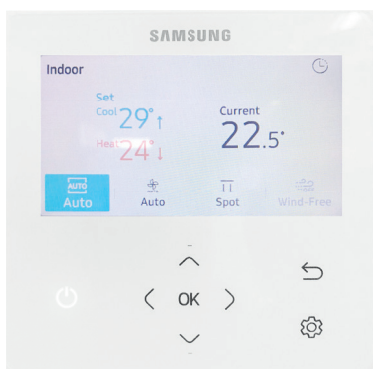 SAMSUNG
Indoor
Set
Cool 29°↑
Heat 24°↓
Current
22.5°
AUTO
Auto
Auto
Spot
Wind-Free
OK